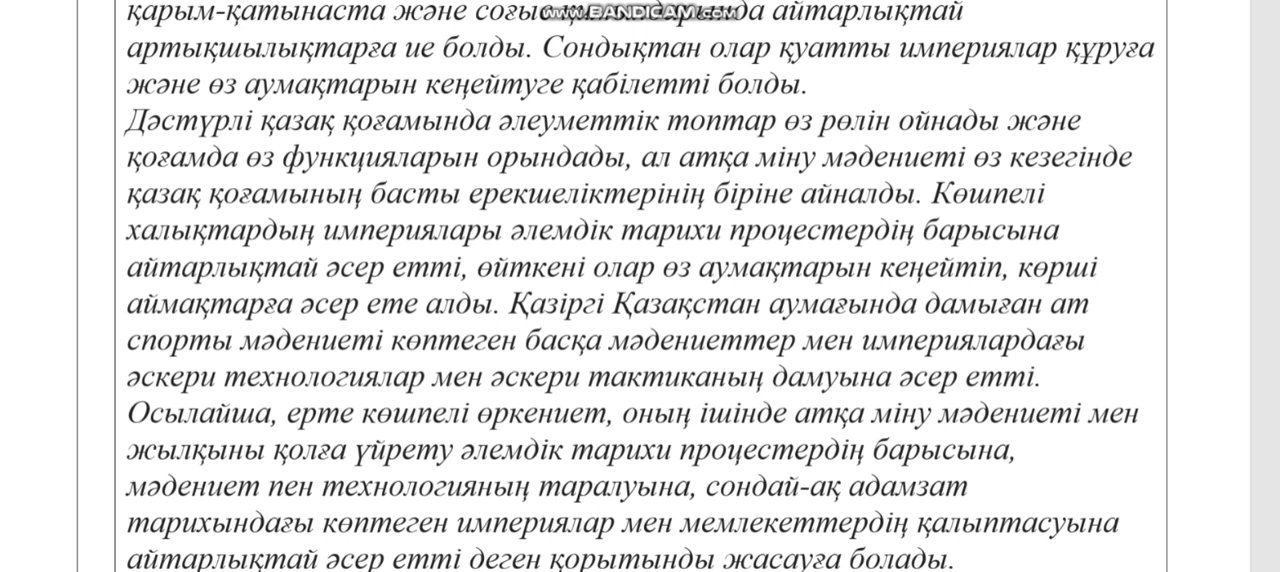 қарым-қатынаста және соғыс www.BANDICAM.com да айтарлықтай
артықшылықтарға ие болды. Сондықтан олар қуатты империялар құруға
және өз аумақтарын кеңейтуге қабілетті болды.
Дәстүрлі қазақ қоғамында әлеуметтік топтар өз рөлін ойнады және
қоғамда өз функцияларын орындады, ал атқа міну мәдениеті өз кезегінде
қазақ қоғамының басты ерекшеліктерінің біріне айналды. Көшпелі
халықтардың империялары әлемдік тарихи процестердің барысына
айтарлықтай әсер етті, өйткені олар өз аумақтарын кеңейтіп, көрші
аймақтарға әсер ете алды. Қазіргі Қазақстан аумағында дамыған ат
спорты мәдениеті көптеген басқа мәдениеттер мен империялардағы
әскери технологиялар мен әскери тактиканың дамуына әсер етті.
Осылайша, ерте көшпелі өркениет, оның ішінде атқа міну мәдениеті мен
жылқыны қолға үйрету әлемдік тарихи процестердің барысына,
мәдениет пен технологияның таралуына, сондай-ақ адамзат
тарихындағы көптеген империялар мен мемлекеттердің қалыптасуына
айтарлықтай әсер етті деген қорытынды жасауға болады.